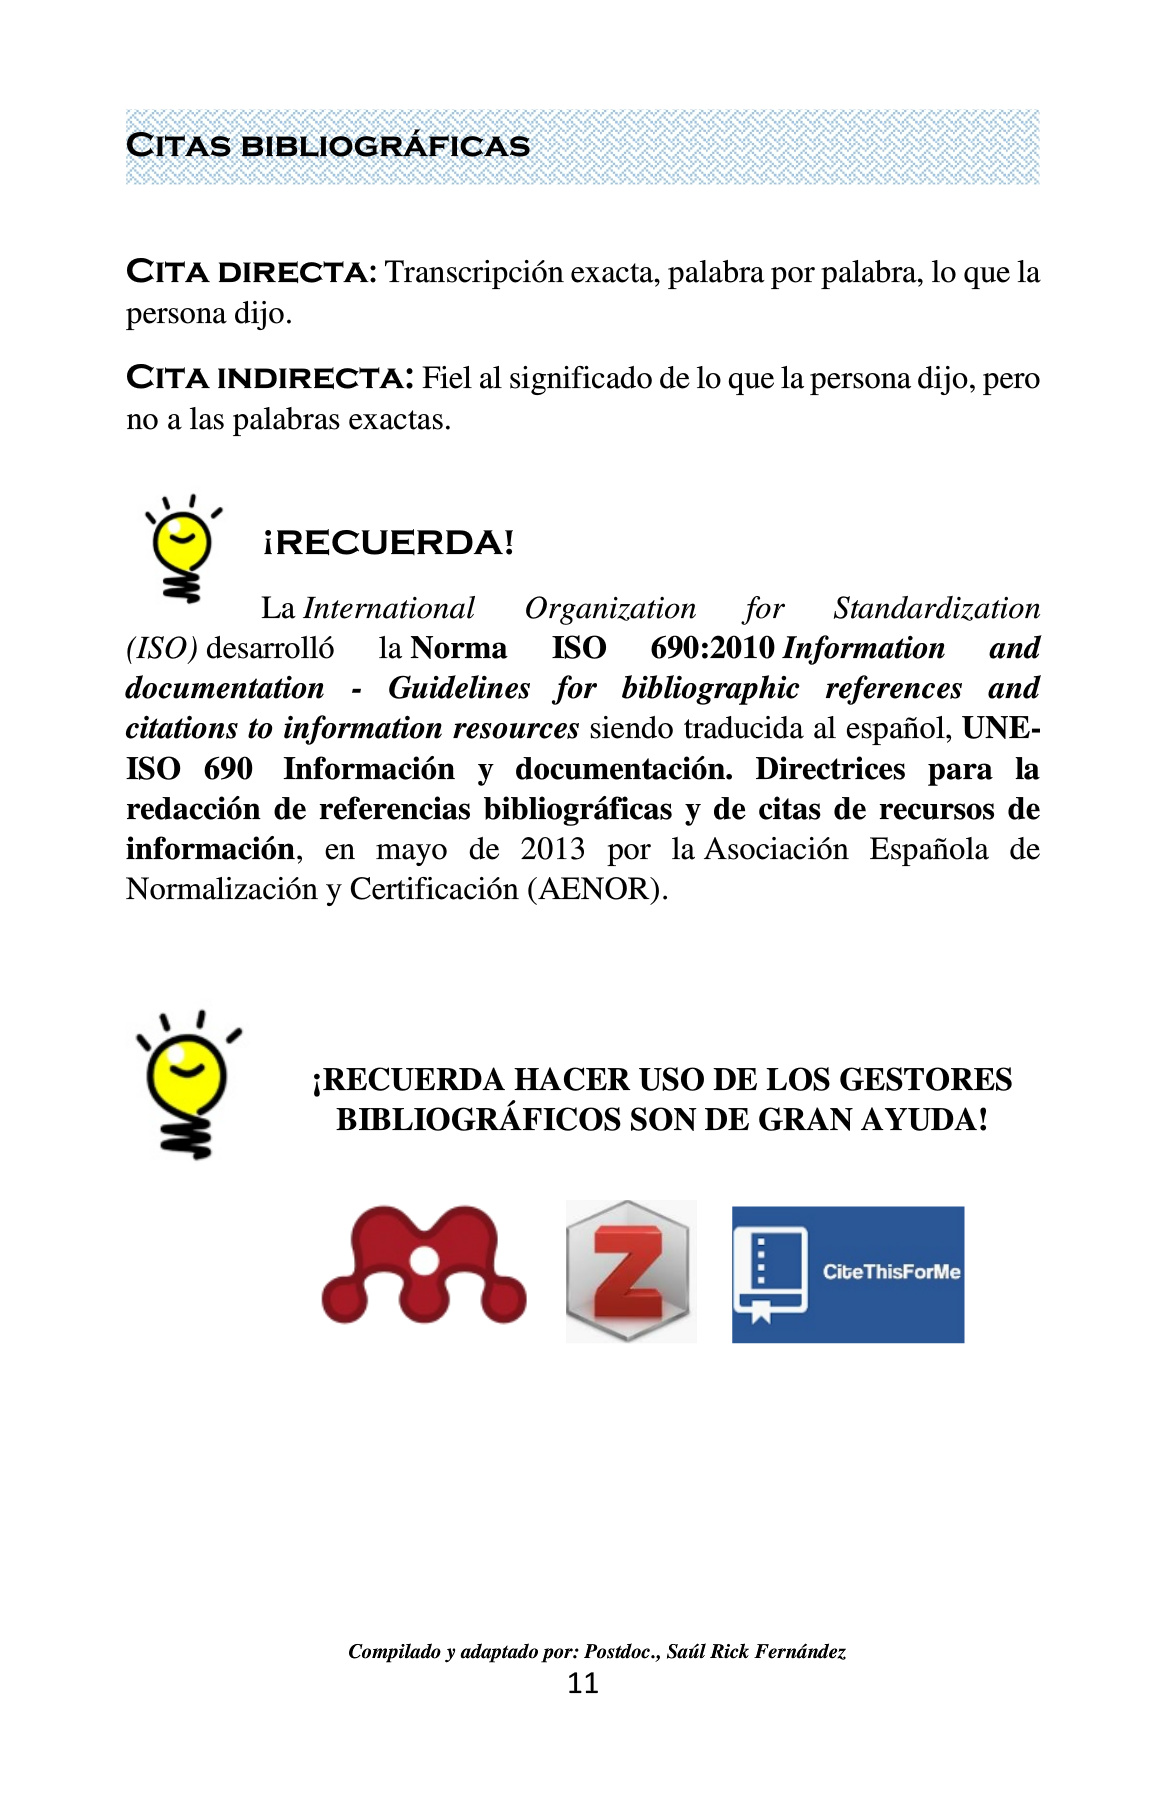 CITAS BIBLIOGRÁFICAS
CITA DIRECTA: Transcripción exacta, palabra por palabra, lo que la
persona dijo.
CITA INDIRECTA: Fiel al significado de lo que la persona dijo, pero
no a las palabras exactas.
¡RECUERDA!
La International Organization for Standardization
(ISO) desarrolló la Norma ISO 690:2010 Information and
documentation - Guidelines for bibliographic references and
citations to information resources siendo traducida al español, UNE-
ISO 690 Información y documentación. Directrices para la
redacción de referencias bibliográficas y de citas de recursos de
información, en mayo de 2013 por la Asociación Española de
Normalización y Certificación (AENOR).
¡RECUERDA HACER USO DE LOS GESTORES
BIBLIOGRÁFICOS SON DE GRAN AYUDA!
Z
CiteThisForMe
Compilado y adaptado por: Postdoc., Saúl Rick Fernández
11